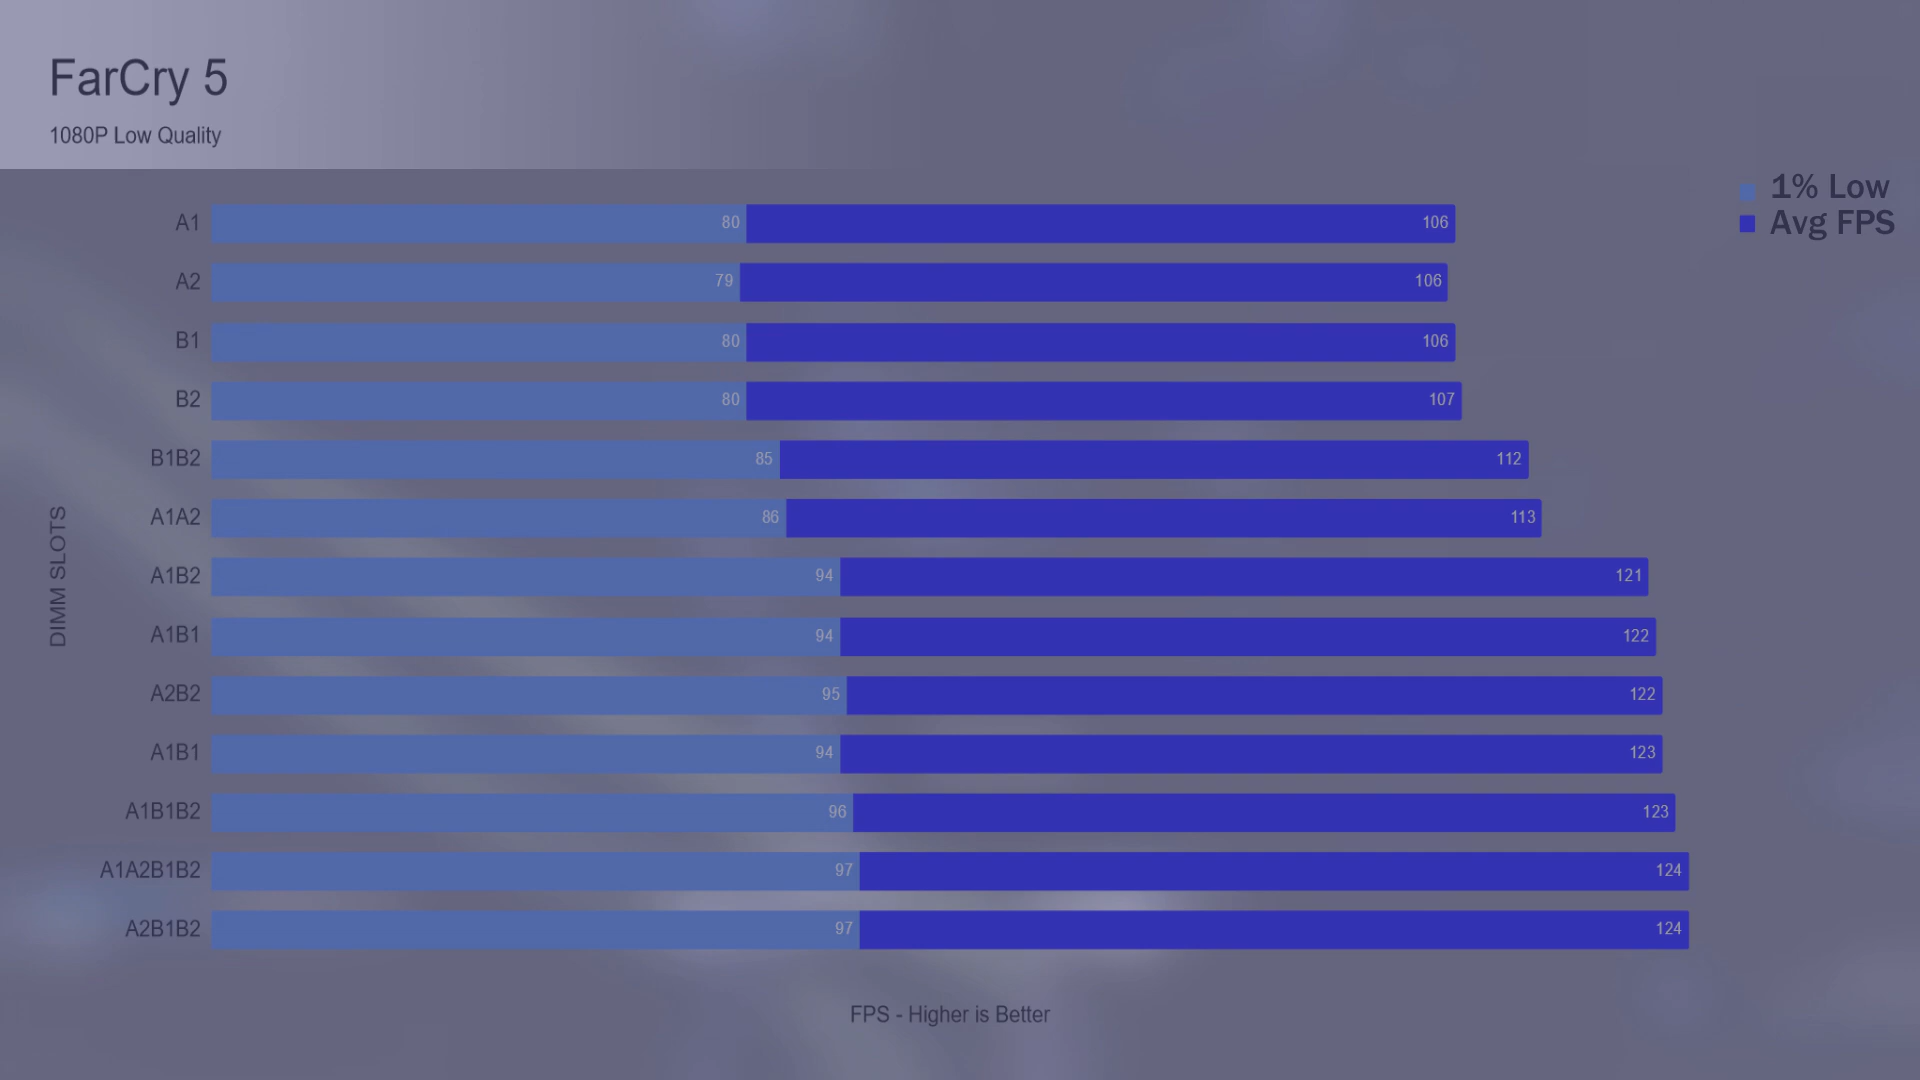 FarCry 5
1080P Low Quality
1% Low
Avg FPS
A1 80 106
A2 79 106
B1 80 106
B2 80 107
B1B2 85 112
A1A2 86 113
A1B2 94 121
A1B1 94 122
A2B2 95 122
A1B1 94 123
A1B1B2 96 123
A1A2B1B2 97 124
A2B1B2 97 124
DIMM SLOTS
FPS - Higher is Better